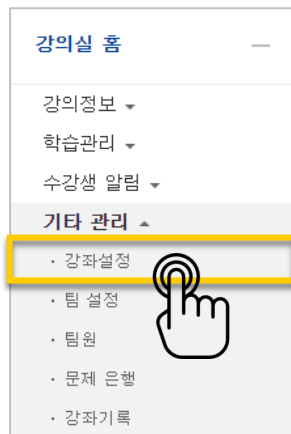 강의실 홈
강의정보
학습관리
수강생 알림
기타 관리
· 강좌설정
· 팀 설정
· 팀원
· 문제 은행
· 강좌기록